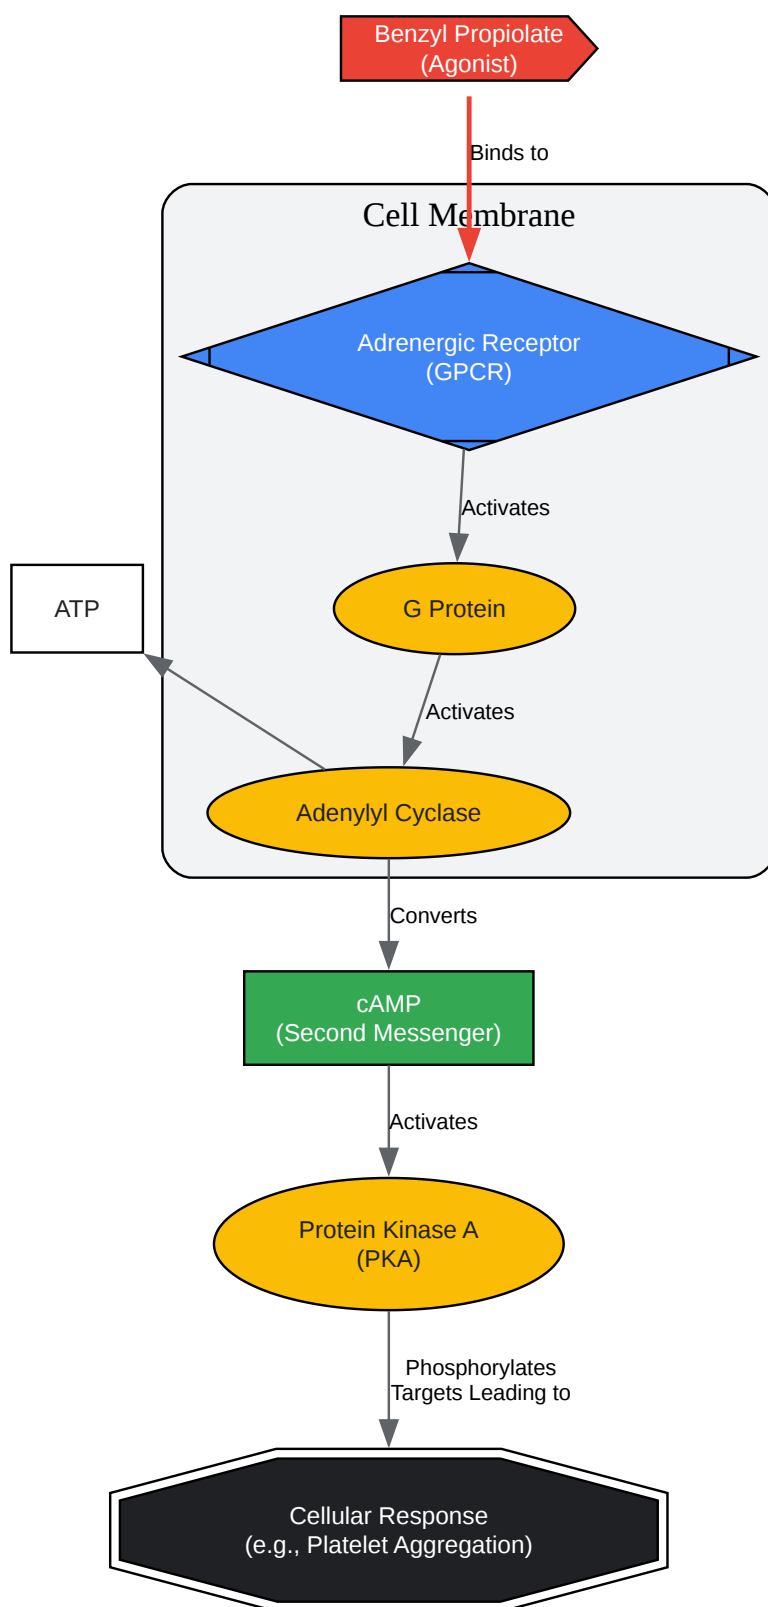 Benzyl Propiolate
(Agonist)
Binds to
Cell Membrane
Adrenergic Receptor
(GPCR)
Activates
ATP
G Protein
Activates
Adenylyl Cyclase
Converts
cAMP
(Second Messenger)
Activates
Protein Kinase A
(PKA)
Phosphorylates
Targets Leading to
Cellular Response
(e.g., Platelet Aggregation)